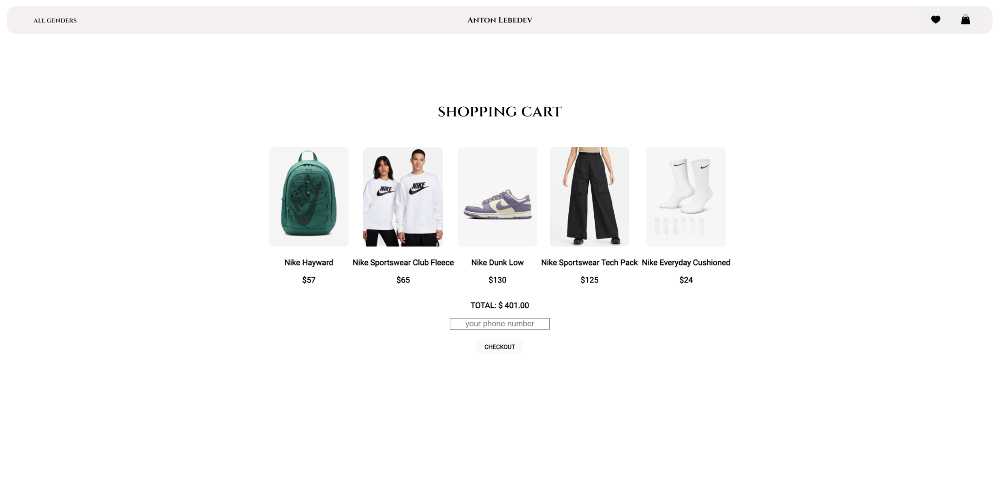 ALL GENDERS
Anton Lebedev
SHOPPING CART
NIKE
NIKE
Nike Hayward
Nike Sportswear Club Fleece
Nike Dunk Low
Nike Sportswear Tech Pack
Nike Everyday Cushioned
$57
$65
$130
$125
$24
TOTAL: $ 401.00
your phone number
CHECKOUT